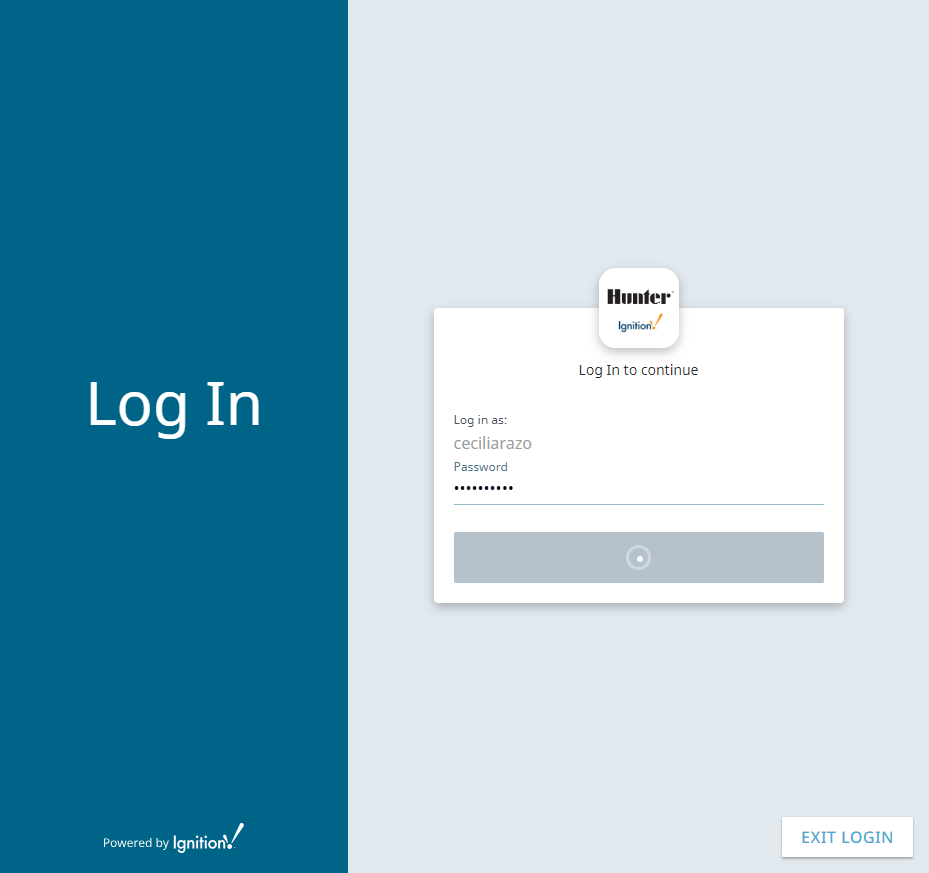 Log In
Powered by Ignition!
Hunter®
Ignition!
Log In to continue
Log in as:
ceciliarazo
Password
••••••••••
EXIT LOGIN